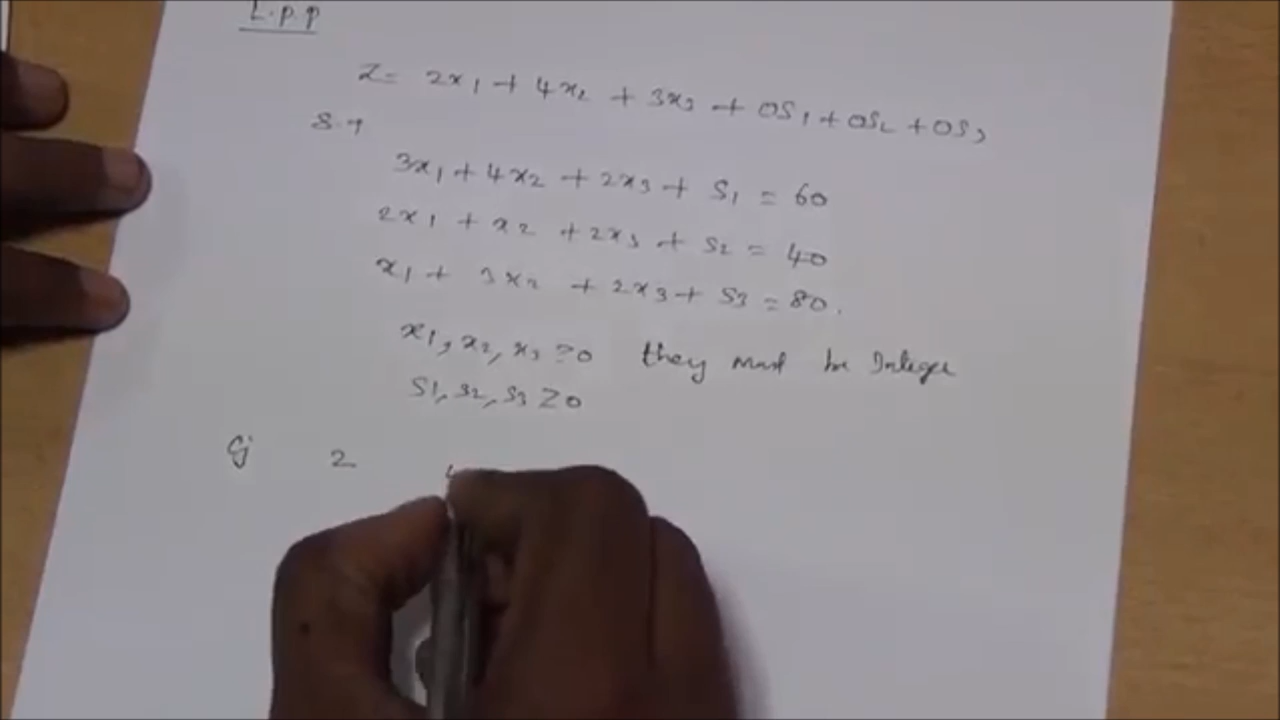 L.p.p
Z = 2x1 + 4x2 + 3x3 + 0S1 + 0S2 + 0S3
S.t
3x1 + 4x2 + 2x3 + S1 = 60
2x1 + x2 + 2x3 + S2 = 40
x1 + 3x2 + 2x3 + S3 = 80.
x1, x2, x3 ≥ 0 they must be Integer
S1, S2, S3 ≥ 0
Cj 2